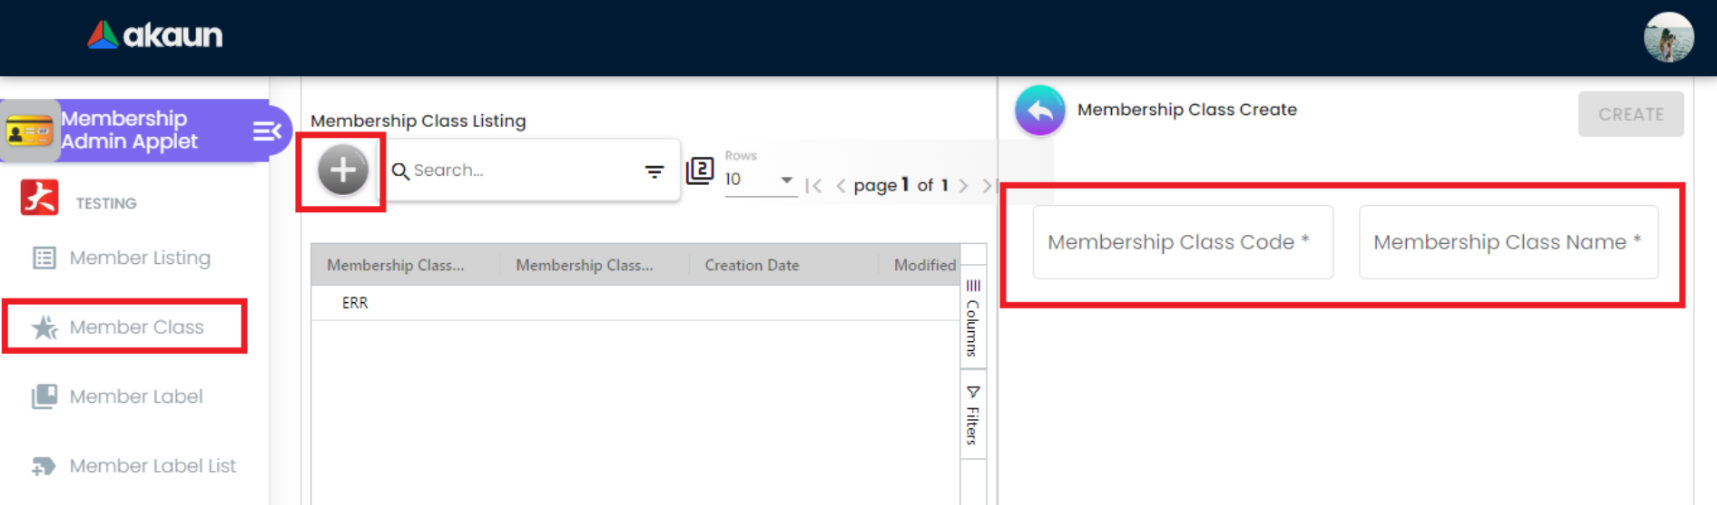 akaun
Membership
Admin Applet
TESTING
Member Listing
Member Class
Member Label
Member Label List
Membership Class Listing
Search...
2
Rows
10
page 1 of 1
Membership Class...
Membership Class...
Creation Date
Modified
ERR
Columns
Filters
Membership Class Create
CREATE
Membership Class Code *
Membership Class Name *